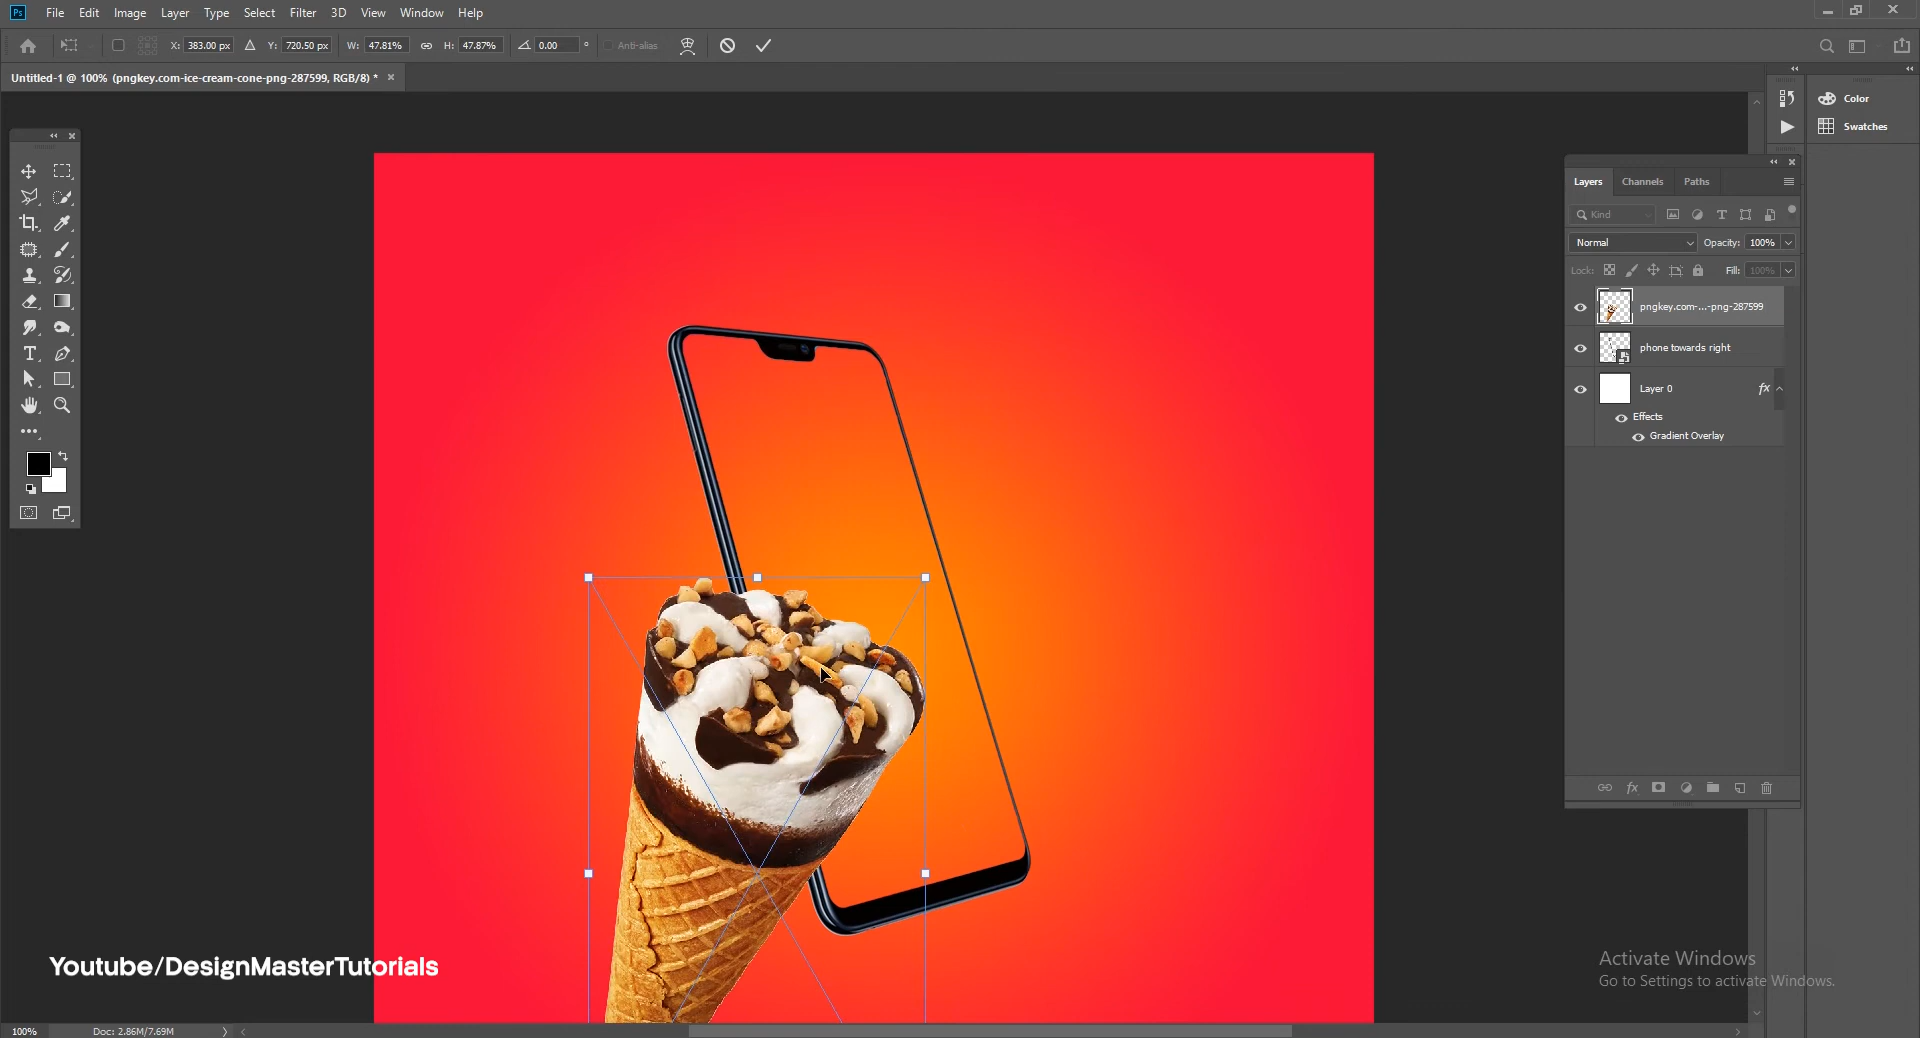 Ps File Edit Image Layer Type Select Filter 3D View Window Help
X: 383.00 px Y: 720.50 px W: 47.81% H: 47.87% 0.00 ° Anti-alias
Untitled-1 @ 100% (pngkey.com-ice-cream-cone-png-287599, RGB/8) * ×
Color
Swatches
Layers Channels Paths
Kind
Normal Opacity: 100%
Lock: Fill: 100%
pngkey.com-...-png-287599
phone towards right
Layer 0 fx
Effects
Gradient Overlay
fx
Youtube/DesignMasterTutorials
Activate Windows
Go to Settings to activate Windows.
100% Doc: 2.86M/7.69M